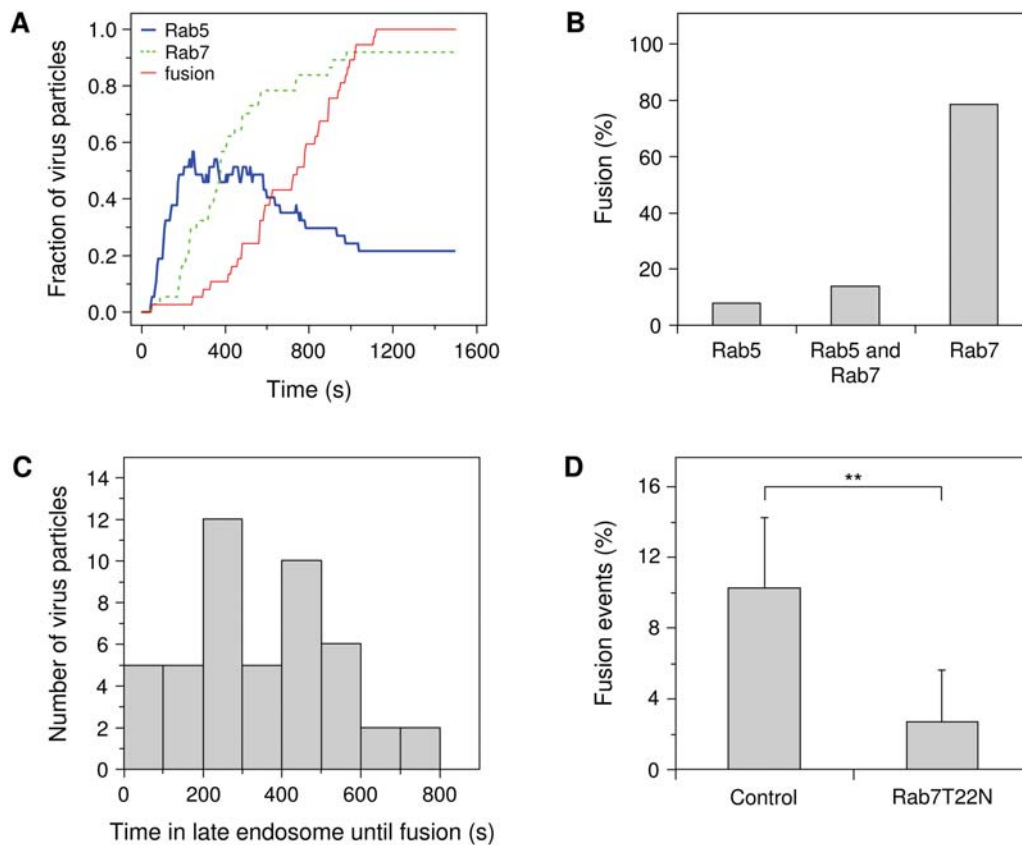 A
Rab5
Rab7
fusion
Fraction of virus particles
1.0
0.8
0.6
0.4
0.2
0.0
0 400 800 1200 1600
Time (s)
B
Fusion (%)
100
80
60
40
20
0
Rab5 Rab5 and Rab7
Rab7
C
Number of virus particles
14
12
10
8
6
4
2
0
0 200 400 600 800
Time in late endosome until fusion (s)
D
Fusion events (%)
16
12
8
4
0
**
Control Rab7T22N